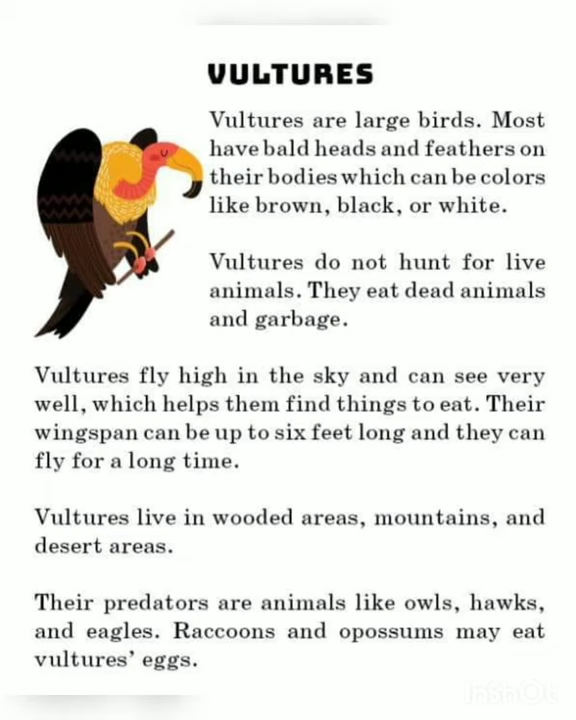 VULTURES
Vultures are large birds. Most
have bald heads and feathers on
their bodies which can be colors
like brown, black, or white.
Vultures do not hunt for live
animals. They eat dead animals
and garbage.
Vultures fly high in the sky and can see very
well, which helps them find things to eat. Their
wingspan can be up to six feet long and they can
fly for a long time.
Vultures live in wooded areas, mountains, and
desert areas.
Their predators are animals like owls, hawks,
and eagles. Raccoons and opossums may eat
vultures’ eggs.